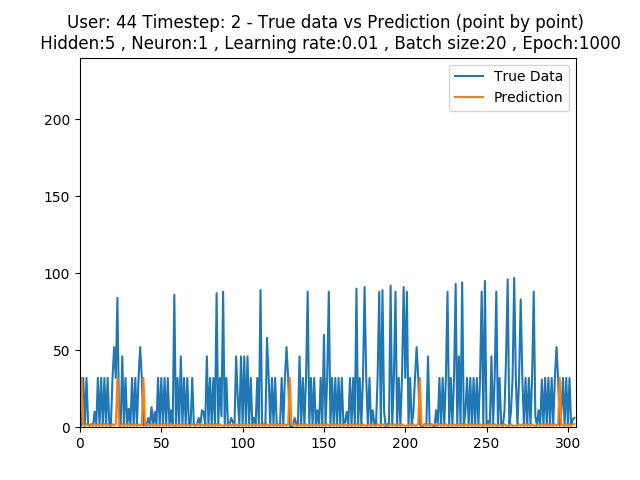 User: 44 Timestep: 2 - True data vs Prediction (point by point)
Hidden:5 , Neuron:1 , Learning rate:0.01 , Batch size:20 , Epoch:1000
True Data
Prediction
200
150
100
50
0
0 50 100 150 200 250 300